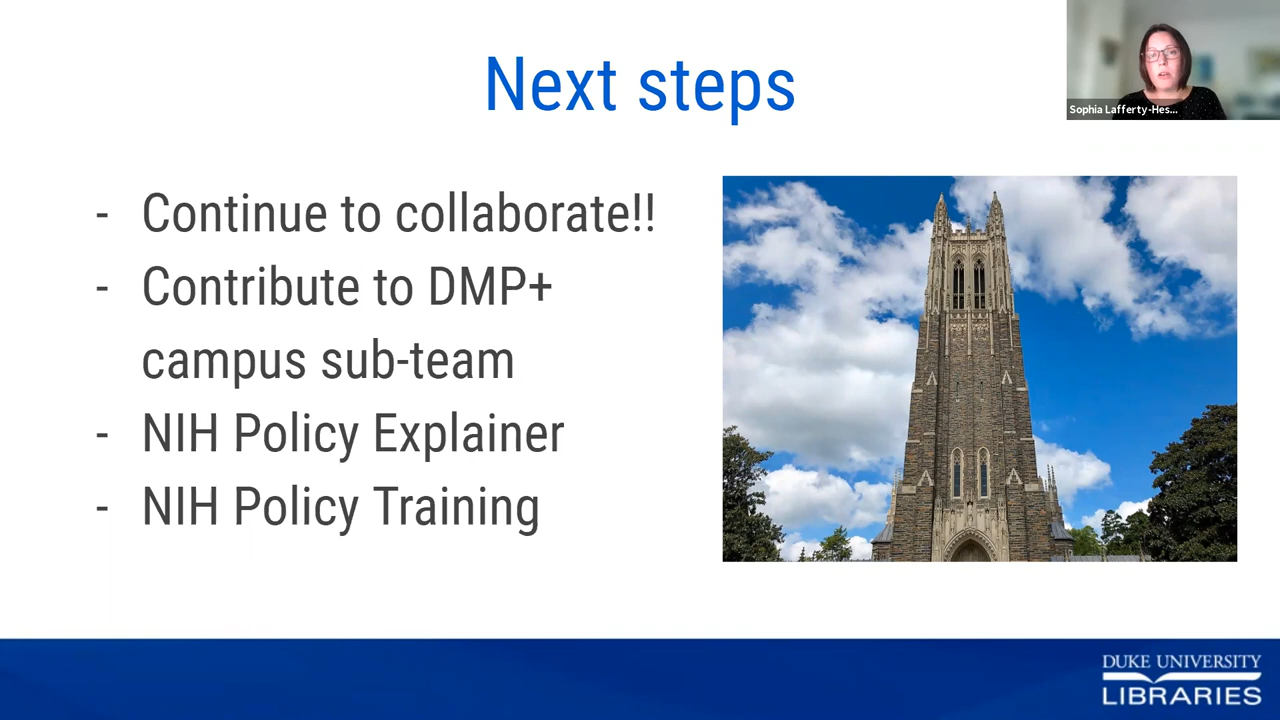 Next steps
Sophia Lafferty-Hes...
- Continue to collaborate!!
- Contribute to DMP+
campus sub-team
- NIH Policy Explainer
- NIH Policy Training
DUKE UNIVERSITY
LIBRARIES